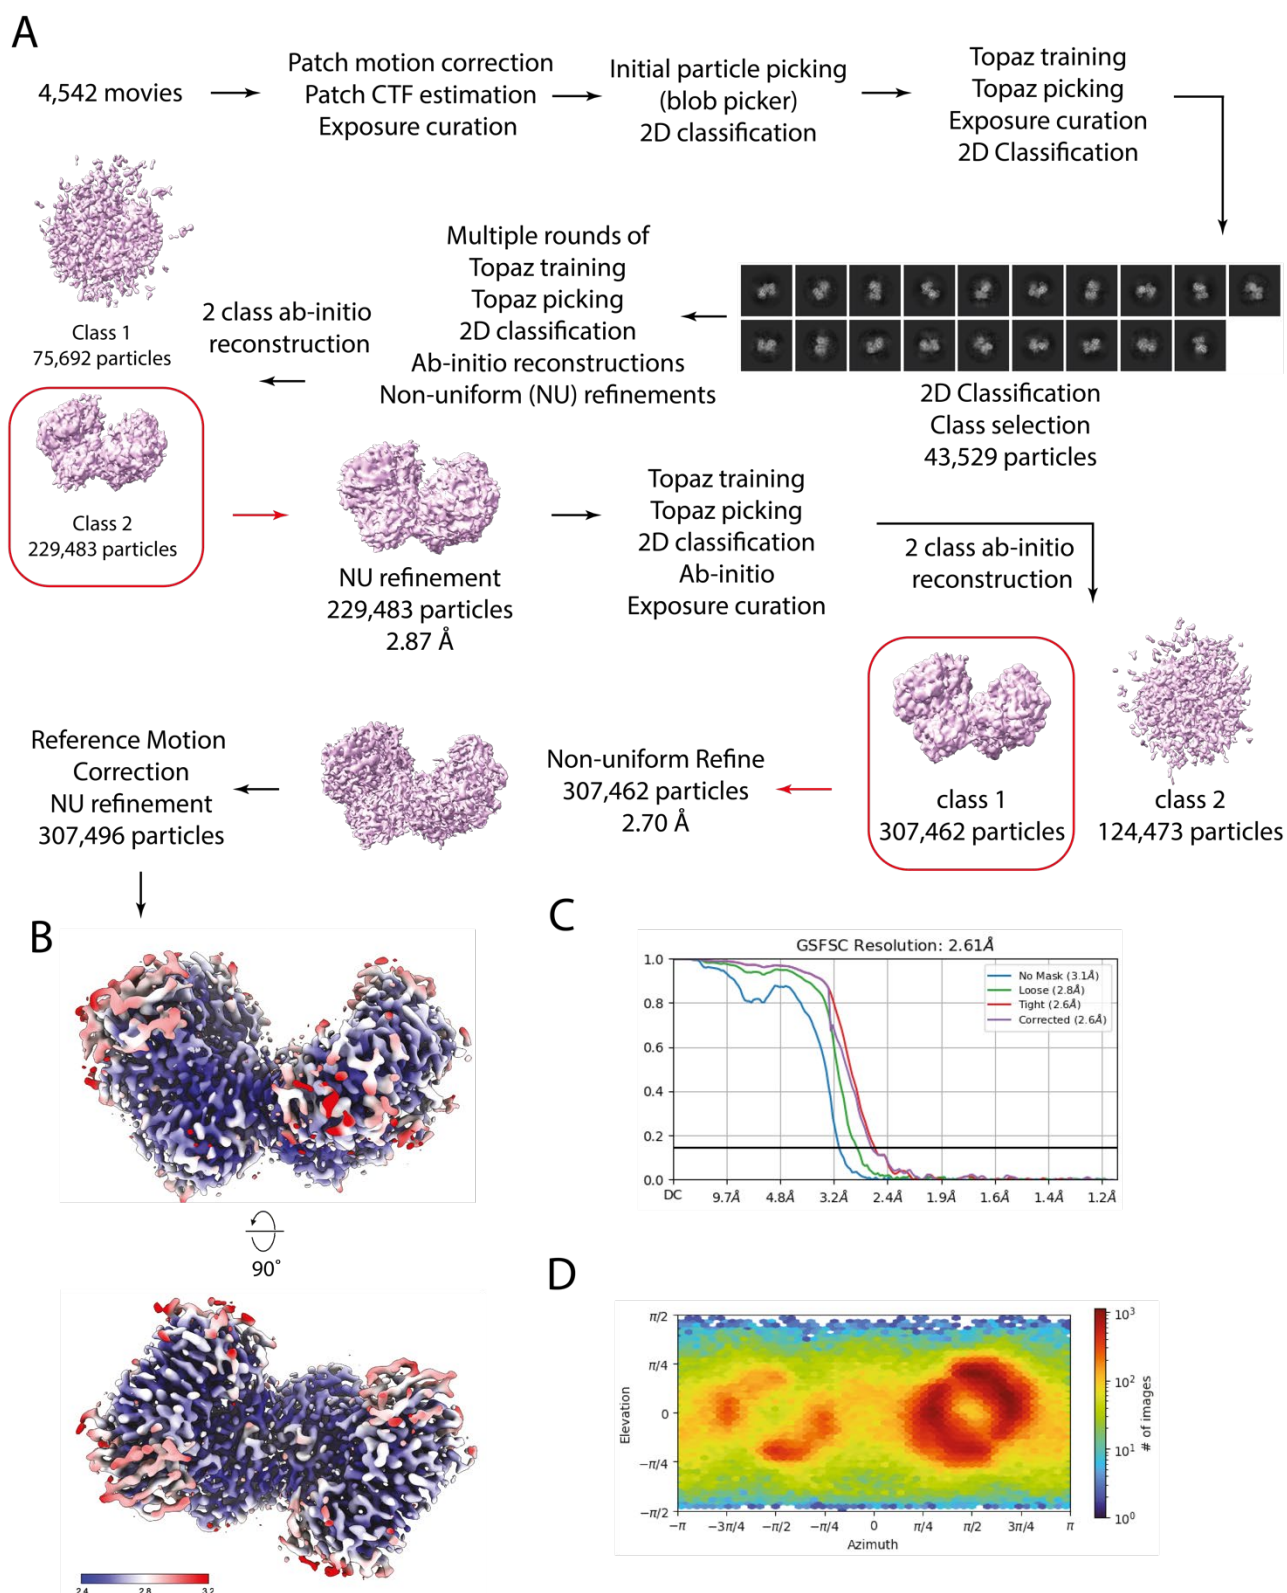 A
4,542 movies
Patch motion correction
Patch CTF estimation
Exposure curation
Initial particle picking
(blob picker)
2D classification
Topaz training
Topaz picking
Exposure curation
2D Classification
2D Classification
Class selection
43,529 particles
Multiple rounds of
Topaz training
Topaz picking
2D classification
Ab-initio reconstructions
Non-uniform (NU) refinements
2 class ab-initio
reconstruction
Class 1
75,692 particles
Class 2
229,483 particles
NU refinement
229,483 particles
2.87 Å
Topaz training
Topaz picking
2D classification
Ab-initio
Exposure curation
2 class ab-initio
reconstruction
class 1
307,462 particles
class 2
124,473 particles
Non-uniform Refine
307,462 particles
2.70 Å
Reference Motion
Correction
NU refinement
307,496 particles
B
90°
2.4 2.8 3.2
C
GSFSC Resolution: 2.61Å
No Mask (3.1Å)
Loose (2.8Å)
Tight (2.6Å)
Corrected (2.6Å)
1.0
0.8
0.6
0.4
0.2
0.0
DC 9.7Å 4.8Å 3.2Å 2.4Å 1.9Å 1.6Å 1.4Å 1.2Å
D
π/2
π/4
0
−π/4
−π/2
Elevation
−π −3π/4 −π/2 −π/4 0 π/4 π/2 3π/4 π
Azimuth
10³
10²
10¹
10⁰
# of images